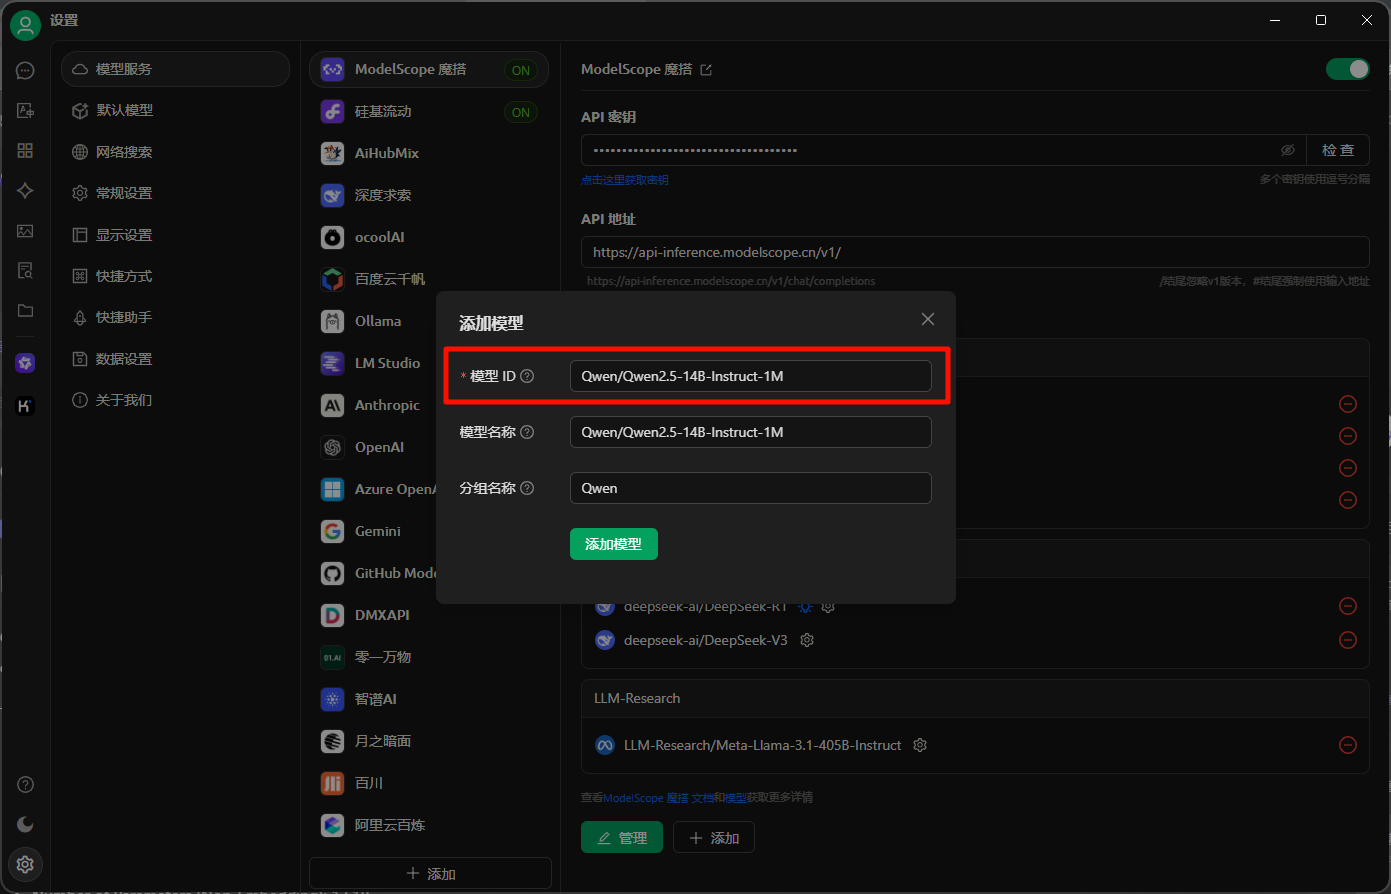 设置
模型服务
默认模型
网络搜索
常规设置
显示设置
快捷方式
快捷助手
数据设置
关于我们
ModelScope 魔搭 ON
硅基流动 ON
AiHubMix
深度求索
ocoolAI
百度云千帆
Ollama
LM Studio
Anthropic
OpenAI
Azure OpenA
Gemini
GitHub Mode
DMXAPI
01.AI 零一万物
智谱AI
月之暗面
百川
阿里云百炼
添加
ModelScope 魔搭
API 密钥
检 查
点击这里获取密钥 多个密钥使用逗号分隔
API 地址
https://api-inference.modelscope.cn/v1/
https://api-inference.modelscope.cn/v1/chat/completions /结尾忽略v1版本，#结尾强制使用输入地址
添加模型
* 模型 ID Qwen/Qwen2.5-14B-Instruct-1M
模型名称 Qwen/Qwen2.5-14B-Instruct-1M
分组名称 Qwen
添加模型
deepseek-ai/DeepSeek-R1
deepseek-ai/DeepSeek-V3
LLM-Research
LLM-Research/Meta-Llama-3.1-405B-Instruct
查看ModelScope 魔搭 文档和模型获取更多详情
管理 添加